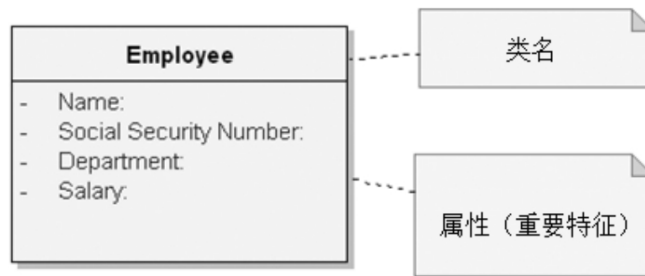 Employee
类名
- Name:
- Social Security Number:
- Department:
- Salary:
属性（重要特征）